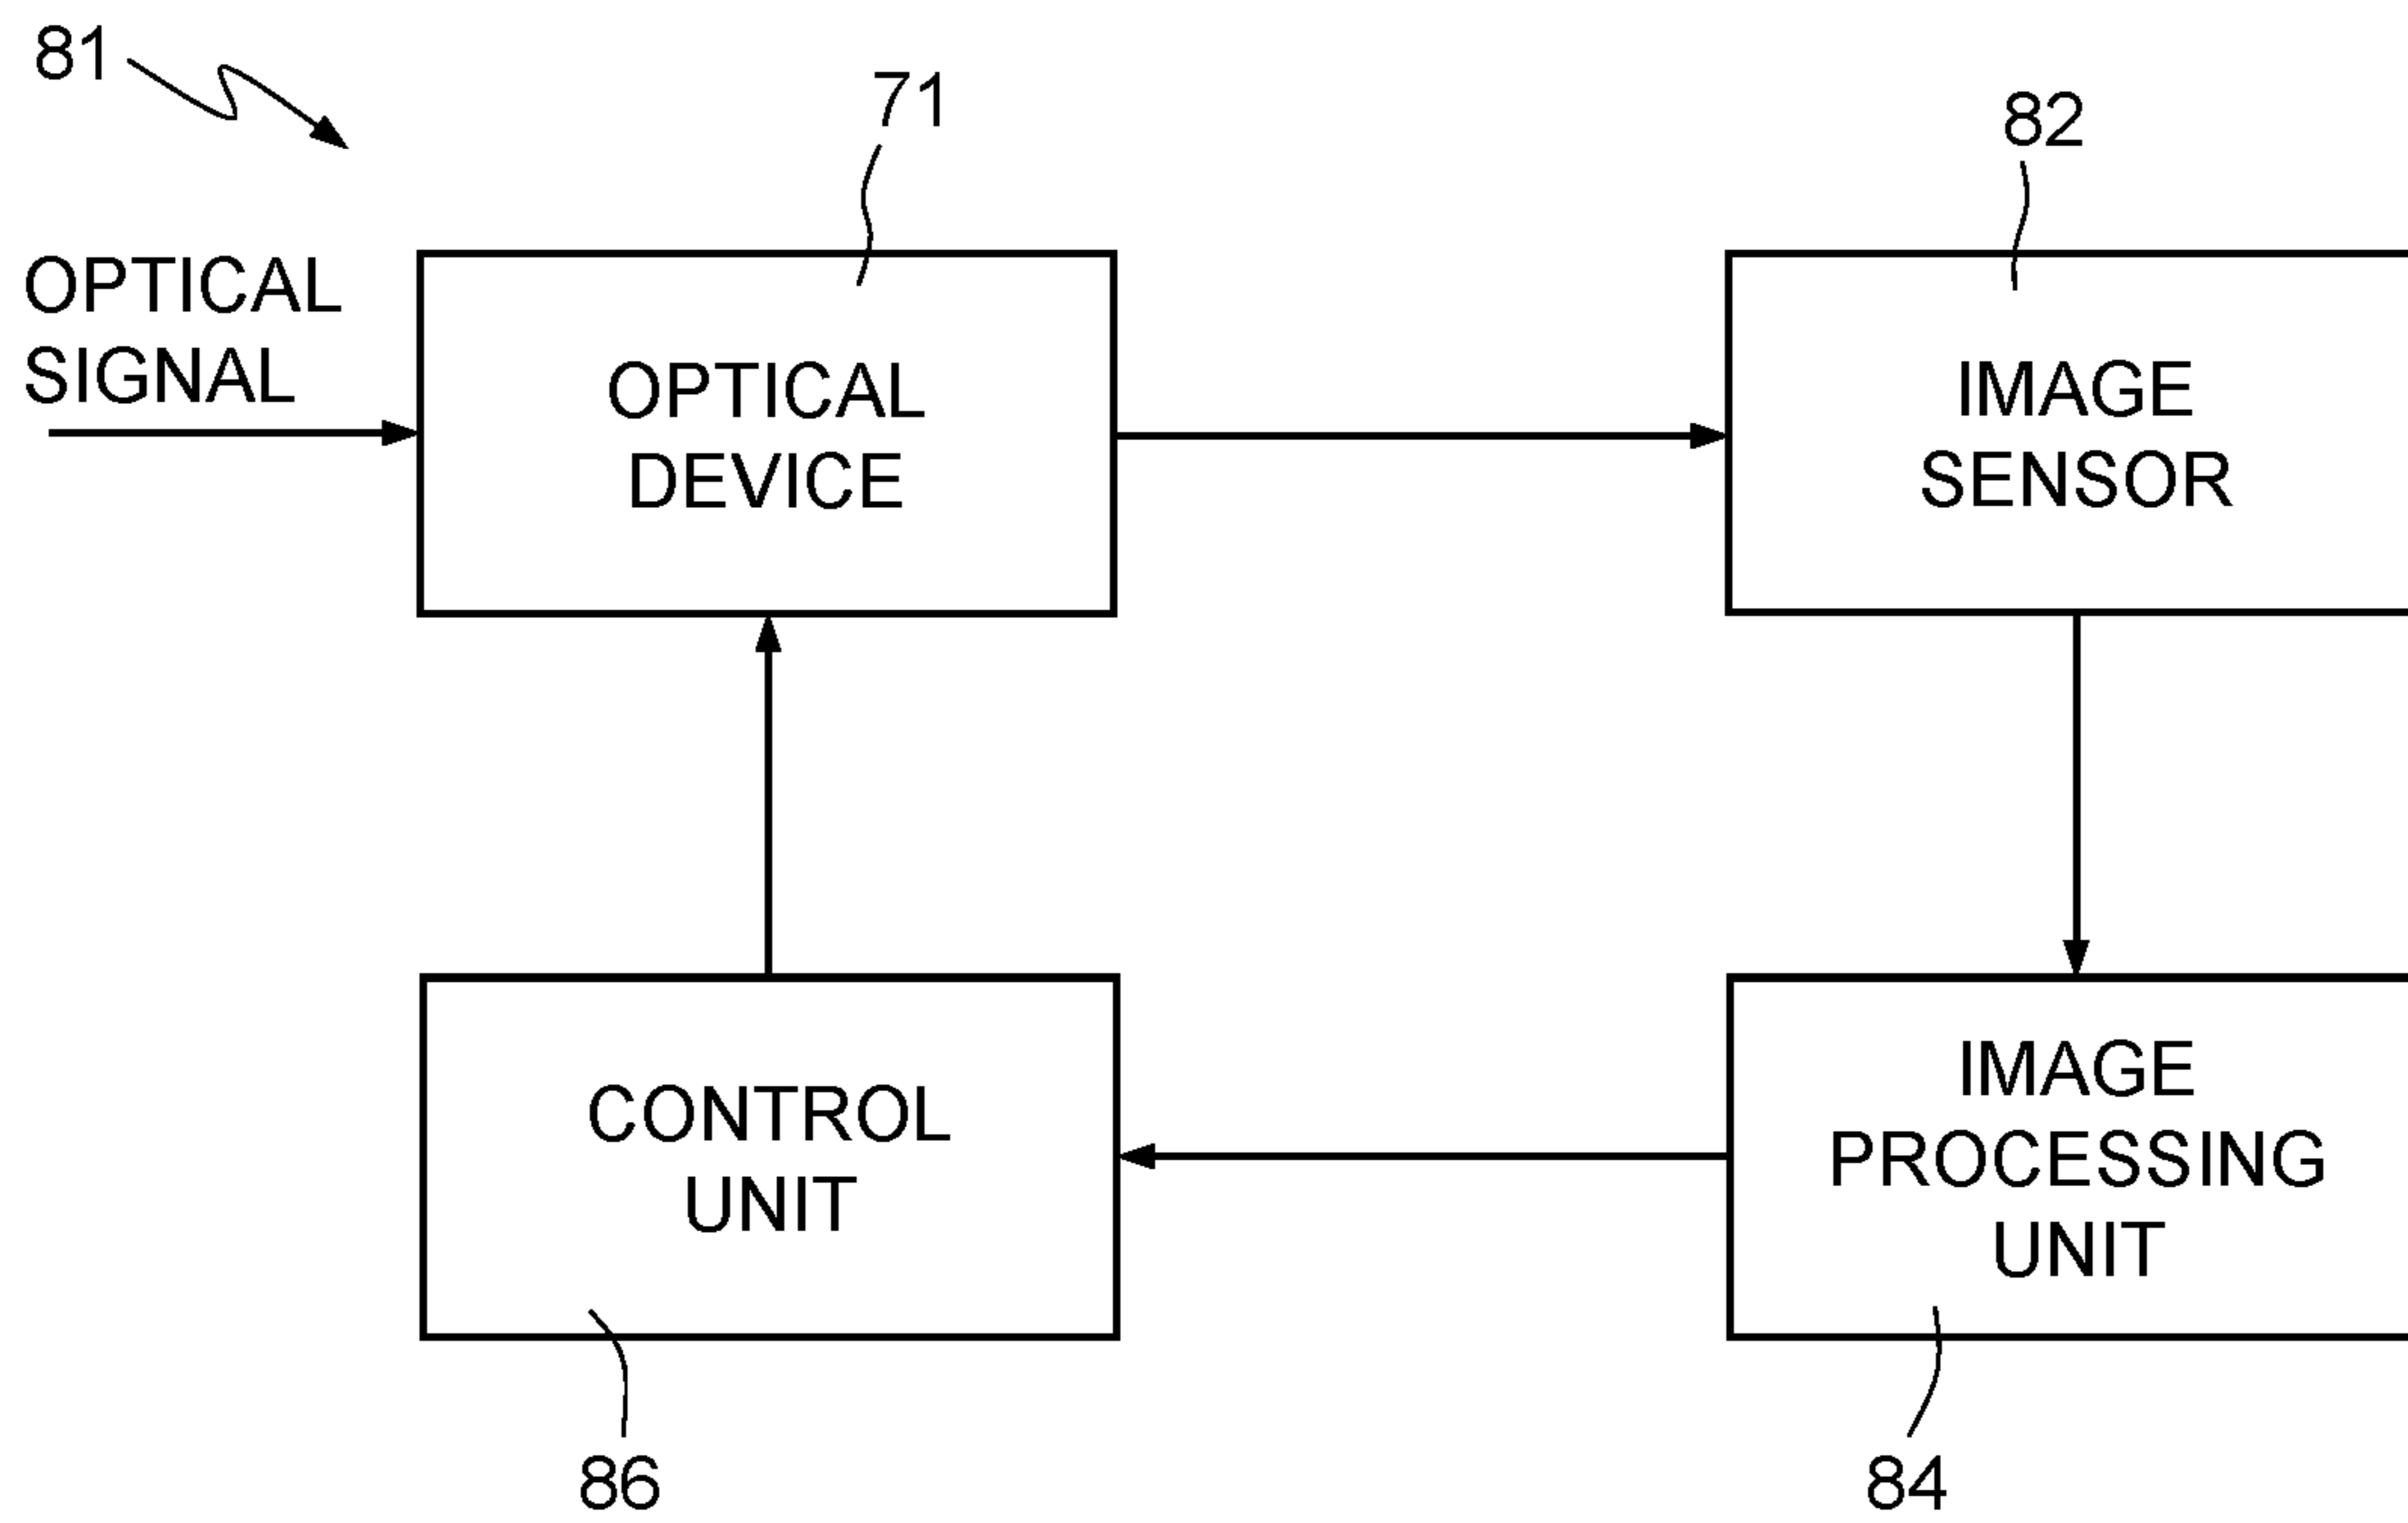 81
71
82
OPTICAL
SIGNAL
OPTICAL
DEVICE
IMAGE
SENSOR
CONTROL
UNIT
IMAGE
PROCESSING
UNIT
86
84